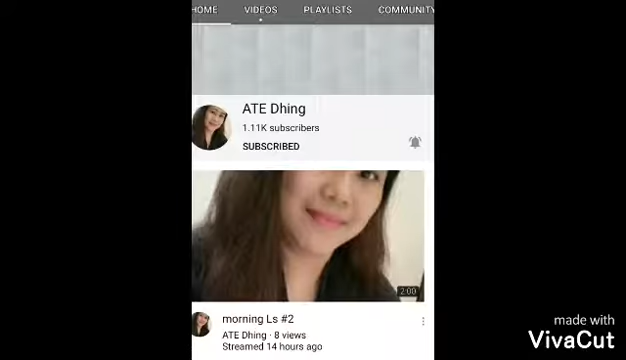 HOME VIDEOS PLAYLISTS COMMUNITY
ATE Dhing
1.11K subscribers
SUBSCRIBED
2:00
morning Ls #2
ATE Dhing · 8 views
Streamed 14 hours ago
made with
VivaCut